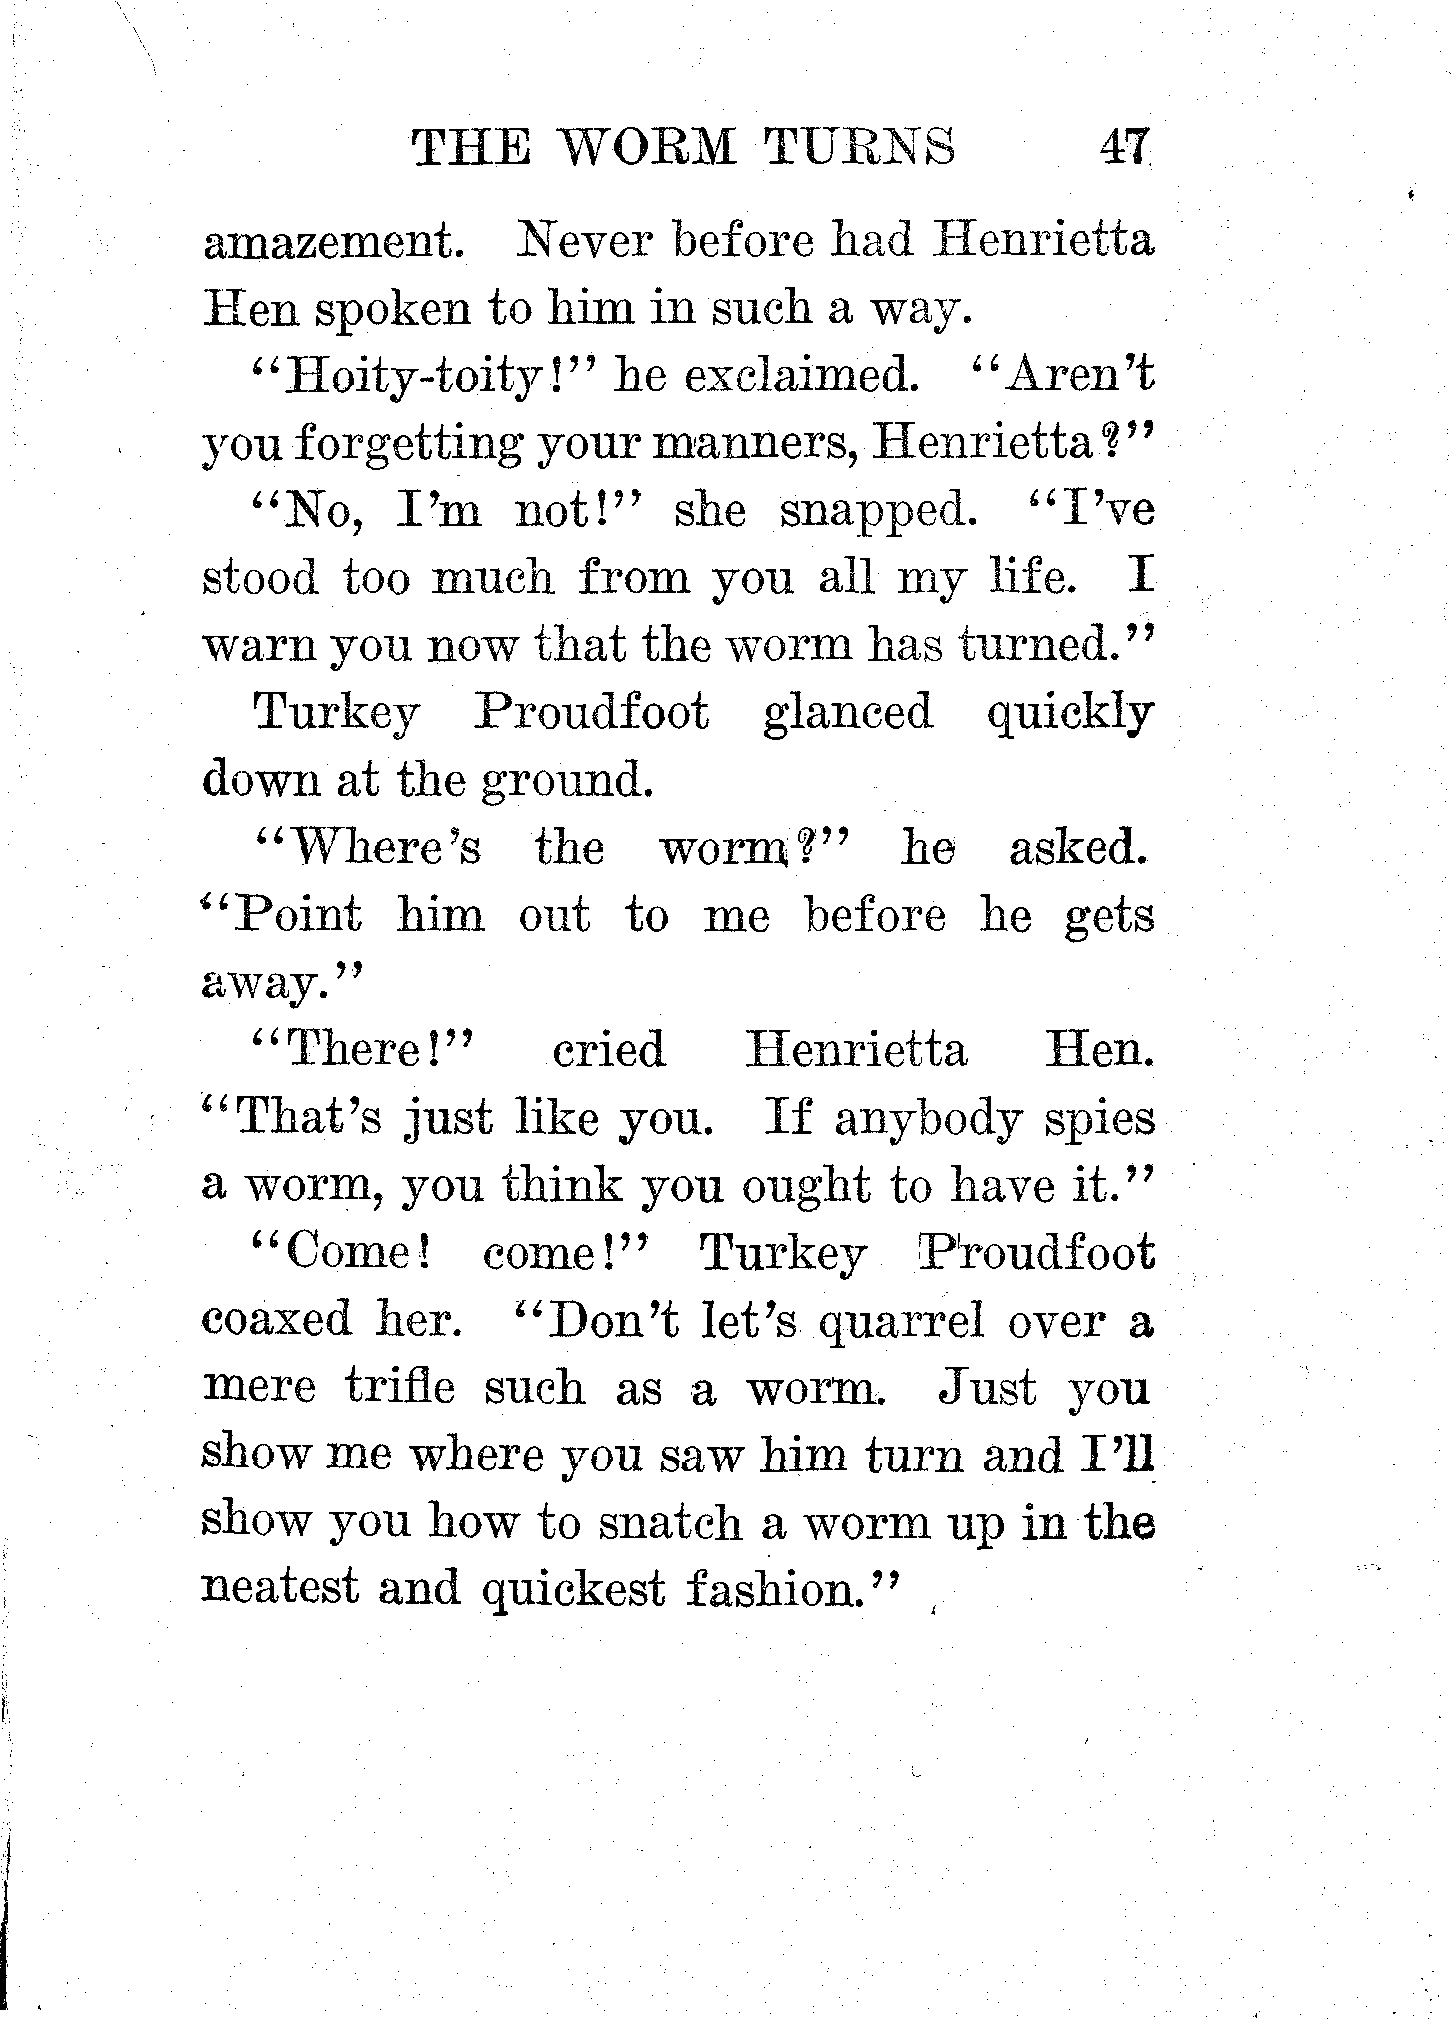 THE WORM TURNS 47
amazement. Never before had Henrietta
Hen spoken to him in such a way.
"Hoity-toity!" he exclaimed. "Aren't
you forgetting your manners, Henrietta?"
"No, I'm not!" she snapped. "I've
stood too much from you all my life. I
warn you now that the worm has turned."
Turkey Proudfoot glanced quickly
down at the ground.
"Where's the worm?" he asked.
"Point him out to me before he gets
away."
"There!" cried Henrietta Hen.
"That's just like you. If anybody spies
a worm, you think you ought to have it."
"Come! come!" Turkey Proudfoot
coaxed her. "Don't let's quarrel over a
mere trifle such as a worm. Just you
show me where you saw him turn and I'll
show you how to snatch a worm up in the
neatest and quickest fashion."